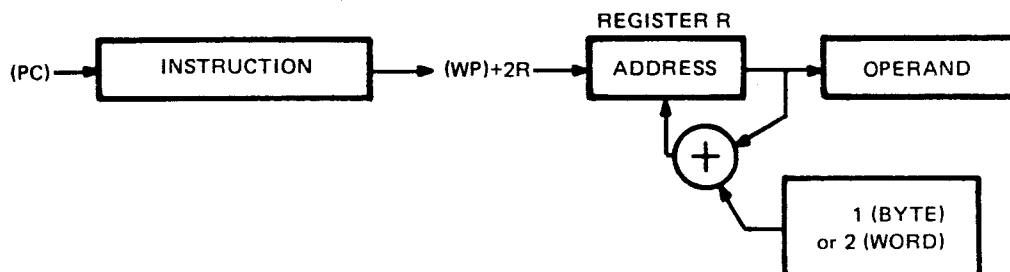 REGISTER R
(PC)
INSTRUCTION
(WP)+2R
ADDRESS
OPERAND
+
1 (BYTE)
or 2 (WORD)